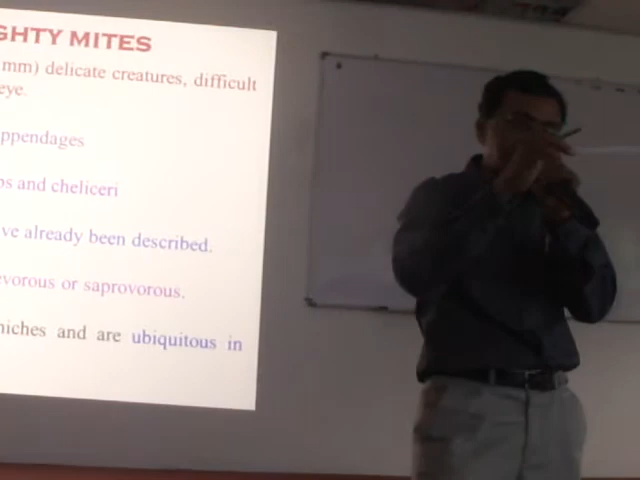 GHTY MITES
mm) delicate creatures, difficult
eye.
ppendages
ps and cheliceri
ve already been described.
vorous or saprovorous.
niches and are ubiquitous in